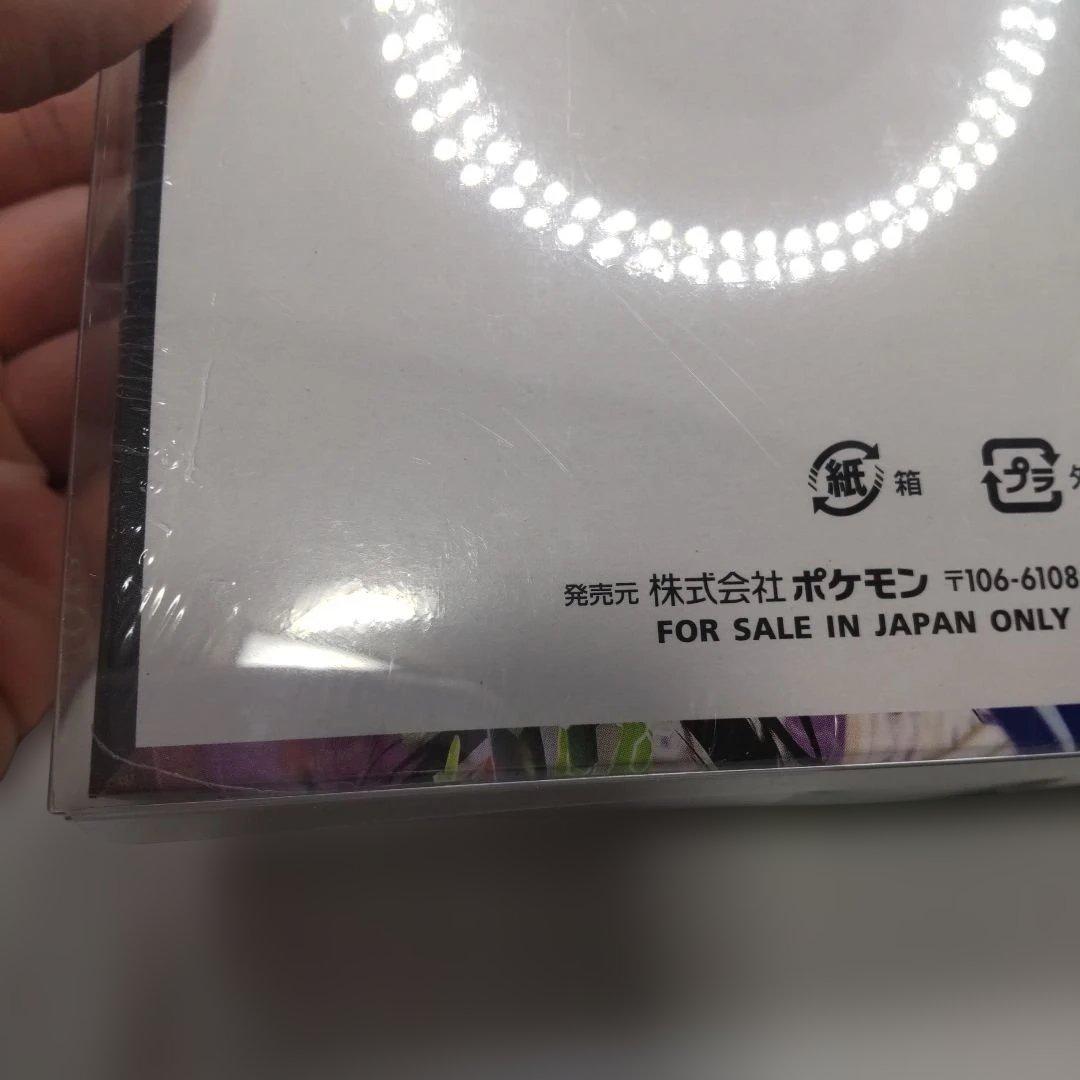 紙 箱 プラ
発売元 株式会社 ポケモン 〒106-6108
FOR SALE IN JAPAN ONLY